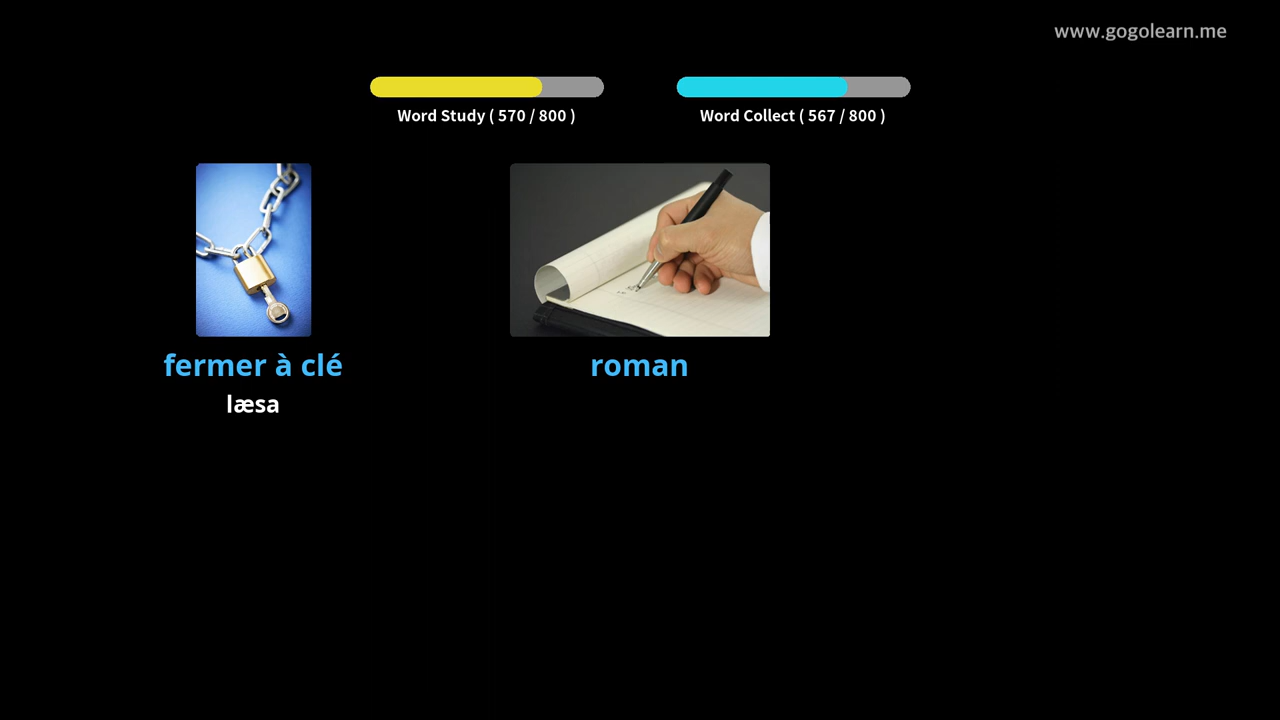 www.gogolearn.me
Word Study ( 570 / 800 )
Word Collect ( 567 / 800 )
fermer à clé
læsa
roman